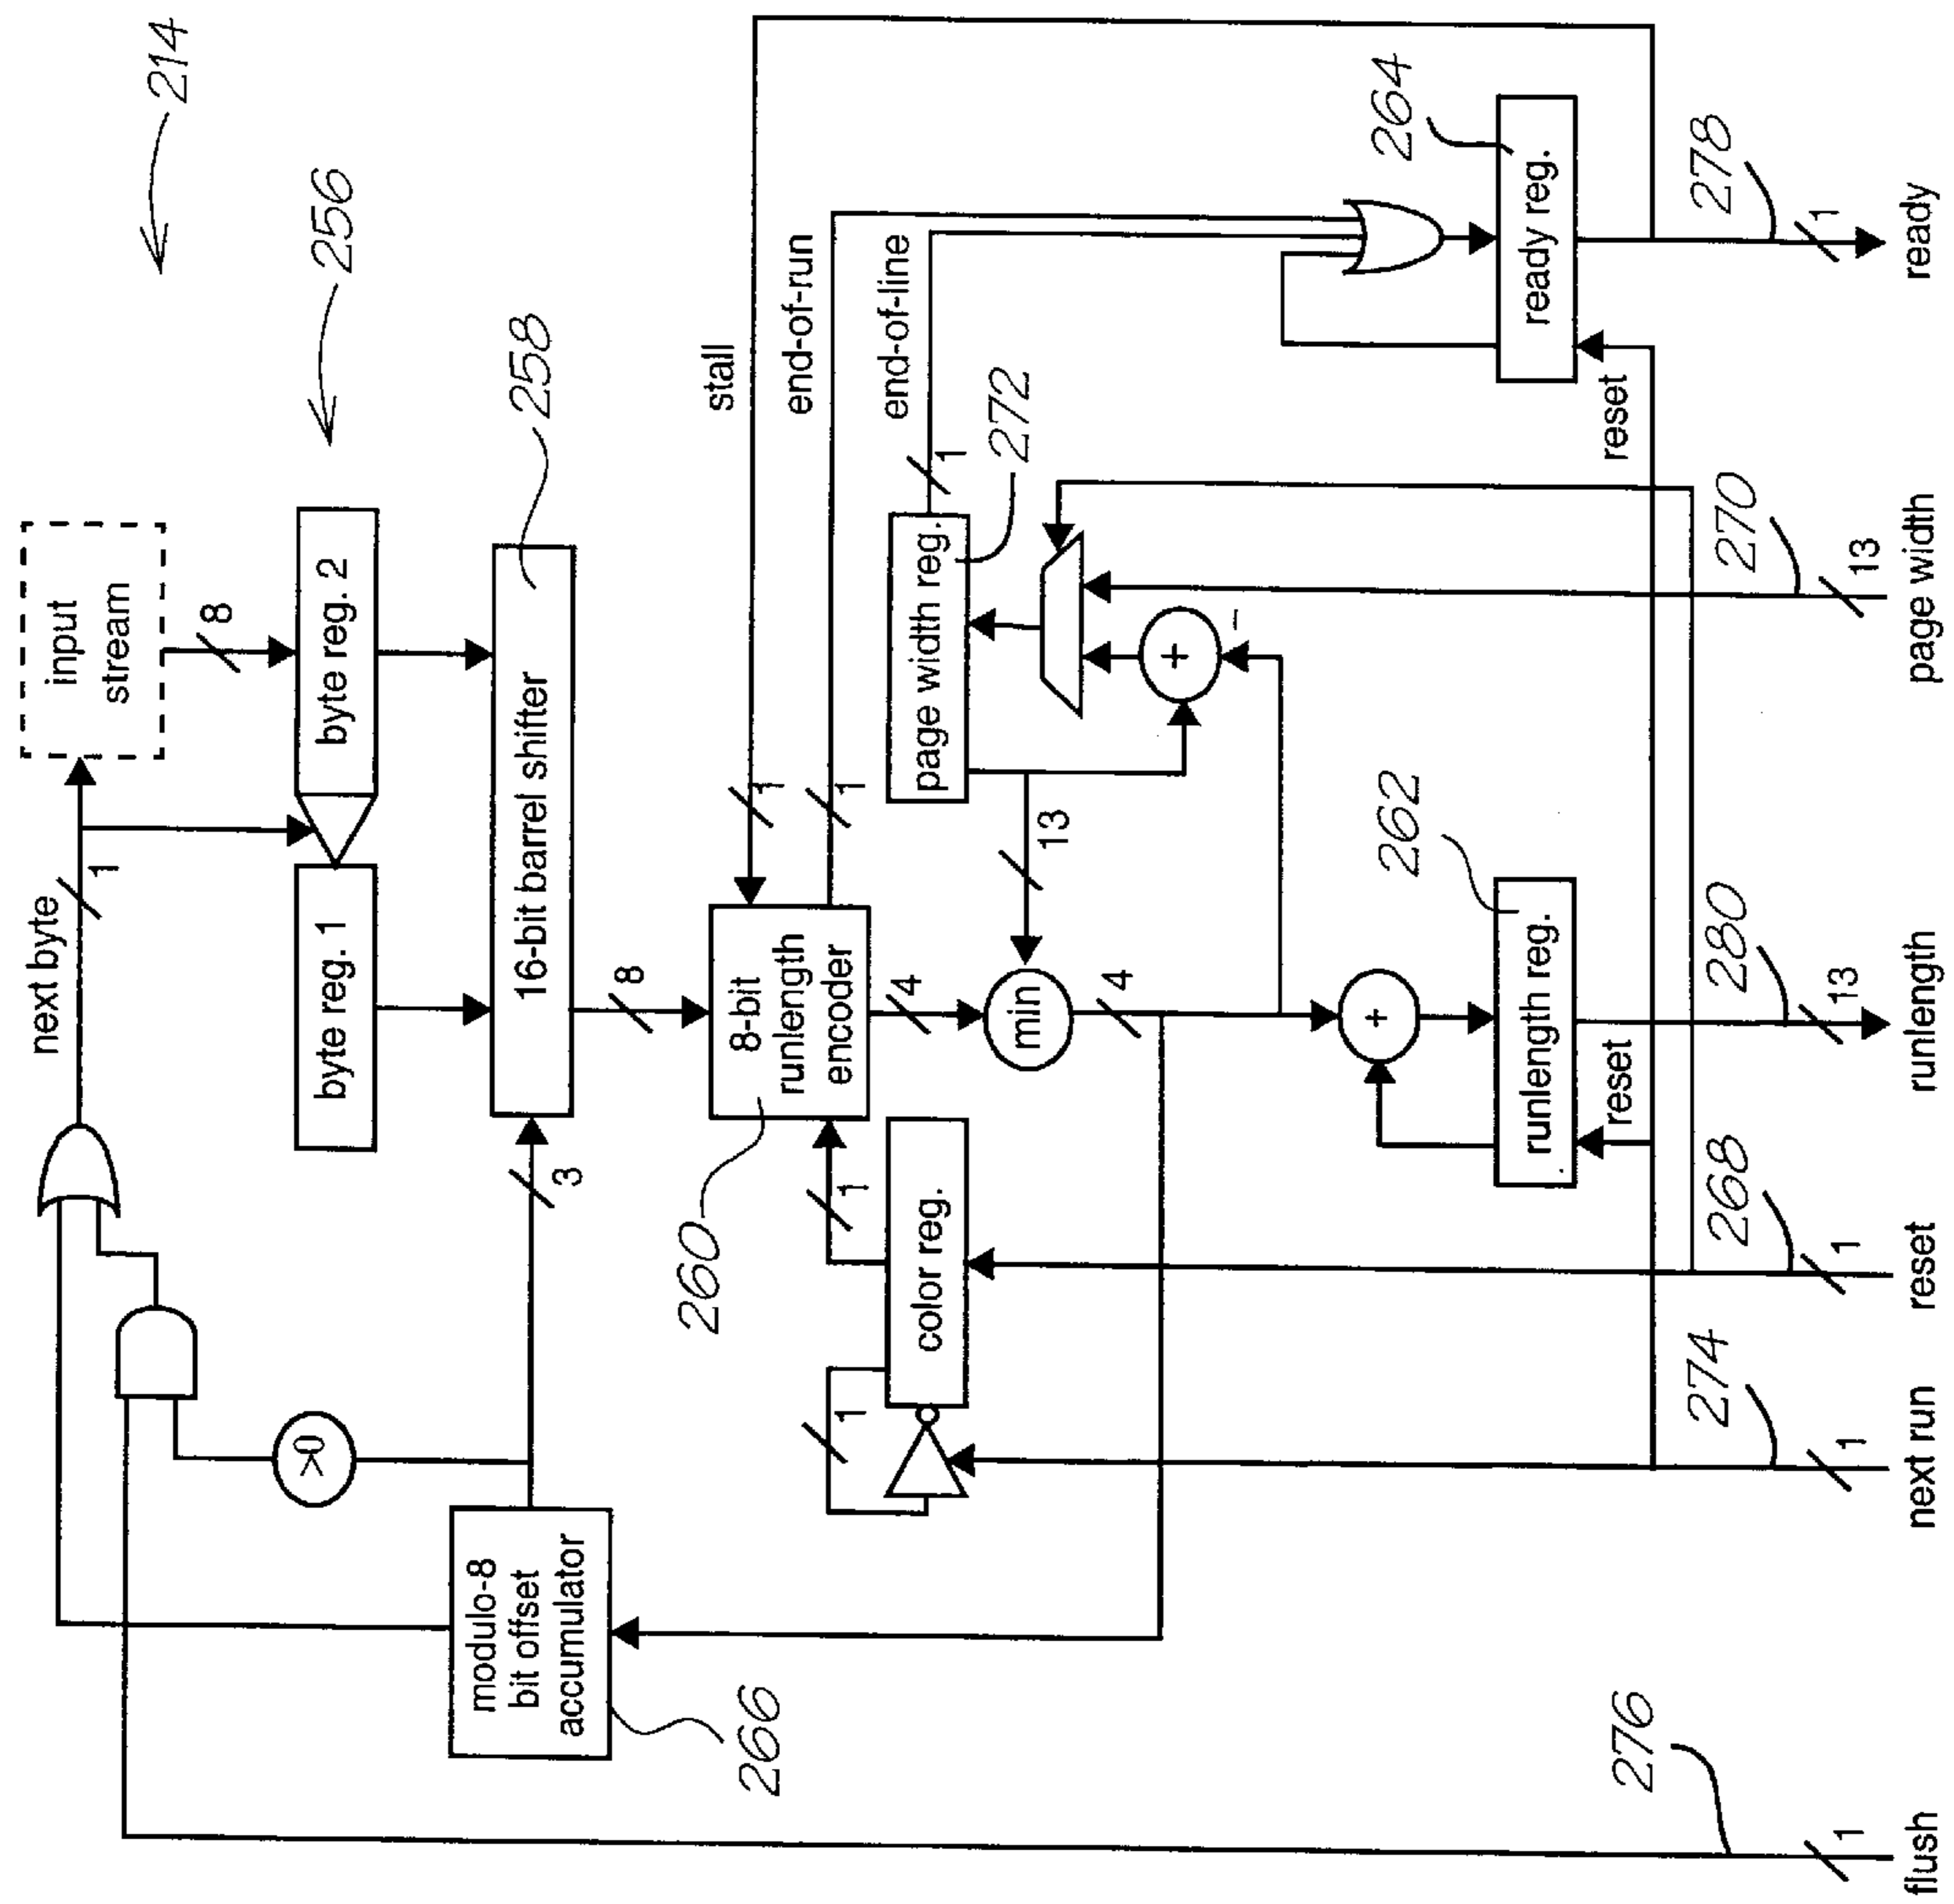 214
256
next byte
1
input
stream
8
byte reg. 1
byte reg. 2
258
16-bit barrel shifter
3
8
>0
modulo-8
bit offset
accumulator
266
stall
1
end-of-run
1
end-of-line
1
8-bit
runlength
encoder
260
4
1
1
color reg.
page width reg.
272
13
min
4
+
–
+
262
runlength reg.
reset
264
ready reg.
reset
276
1
flush
274
1
next run
268
1
reset
280
13
runlength
270
13
page width
278
1
ready